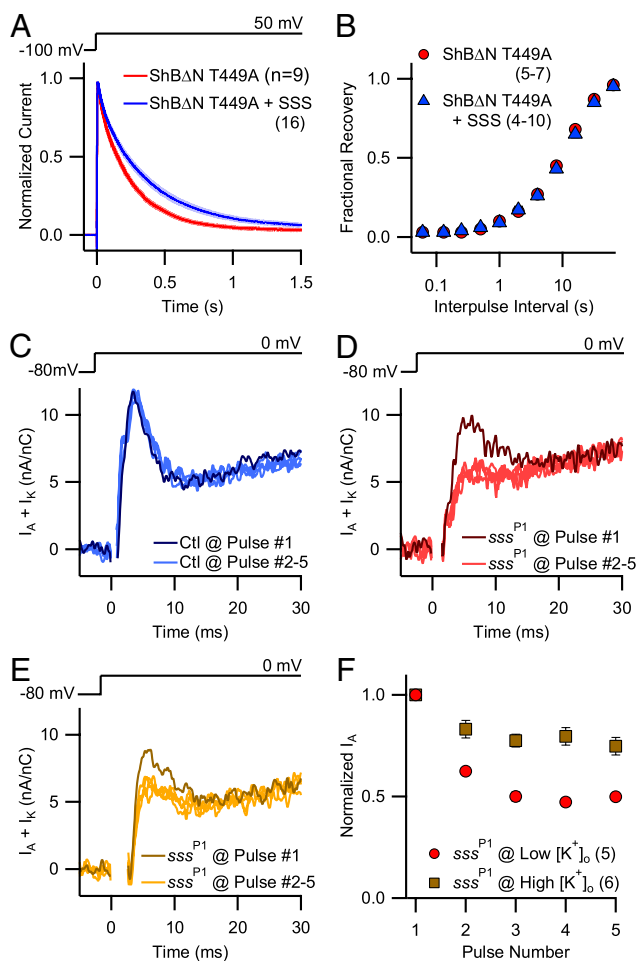 A
50 mV
-100 mV
ShBΔN T449A (n=9)
ShBΔN T449A + SSS
(16)
Normalized Current
1.0
0.5
0.0
0
0.5
1
1.5
Time (s)
B
ShBΔN T449A
(5-7)
ShBΔN T449A
+ SSS (4-10)
Fractional Recovery
1.0
0.5
0.0
0.1
1
10
Interpulse Interval (s)
C
0 mV
-80mV
I_A + I_K (nA/nC)
10
5
0
Ctl @ Pulse #1
Ctl @ Pulse #2-5
0
10
20
30
Time (ms)
D
0 mV
-80 mV
I_A + I_K (nA/nC)
10
5
0
sss^P1 @ Pulse #1
sss^P1 @ Pulse #2-5
0
10
20
30
Time (ms)
E
0 mV
-80 mV
I_A + I_K (nA/nC)
10
5
0
sss^P1 @ Pulse #1
sss^P1 @ Pulse #2-5
0
10
20
30
Time (ms)
F
Normalized I_A
1.0
0.5
0.0
sss^P1 @ Low [K⁺]ₒ (5)
sss^P1 @ High [K⁺]ₒ (6)
1
2
3
4
5
Pulse Number